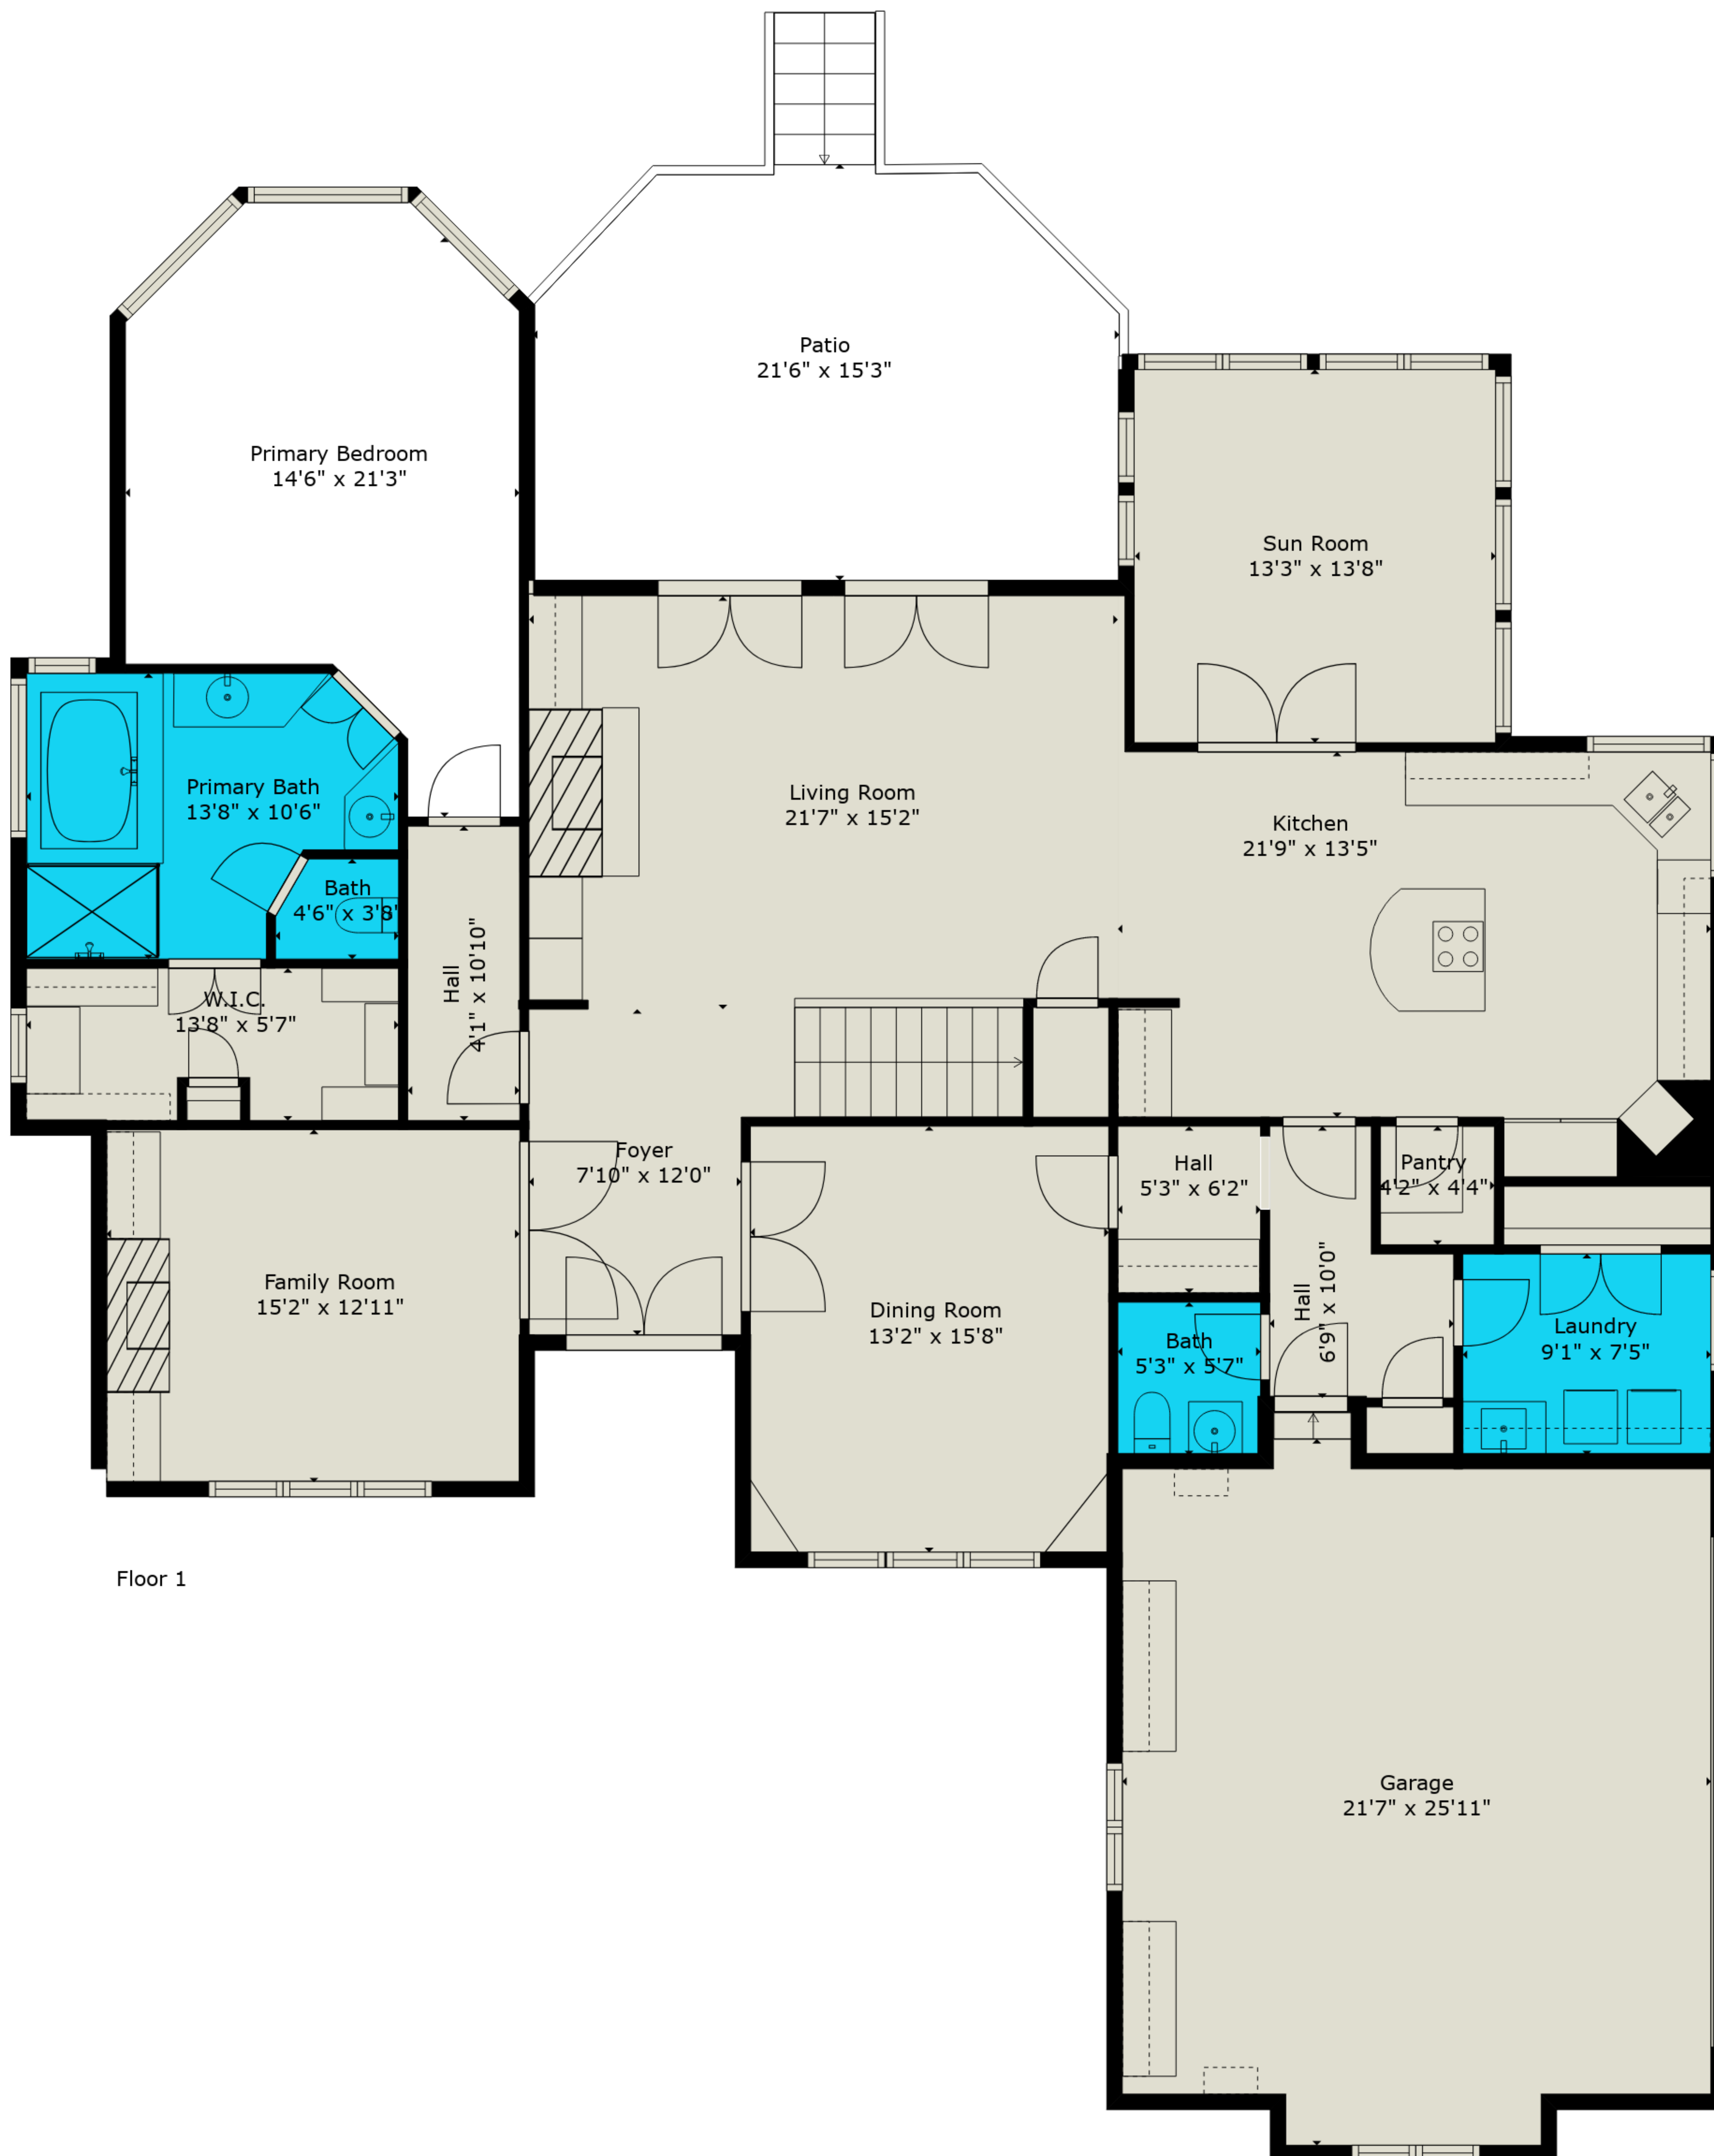 Patio
21'6" x 15'3"
Primary Bedroom
14'6" x 21'3"
Sun Room
13'3" x 13'8"
Primary Bath
13'8" x 10'6"
Living Room
21'7" x 15'2"
Kitchen
21'9" x 13'5"
Bath
4'6" x 3'8"
Hall
4'1" x 10'10"
W.I.C.
13'8" x 5'7"
Foyer
7'10" x 12'0"
Hall
5'3" x 6'2"
Pantry
4'2" x 4'4"
Family Room
15'2" x 12'11"
Dining Room
13'2" x 15'8"
Hall
6'9" x 10'0"
Bath
5'3" x 5'7"
Laundry
9'1" x 7'5"
Floor 1
Garage
21'7" x 25'11"